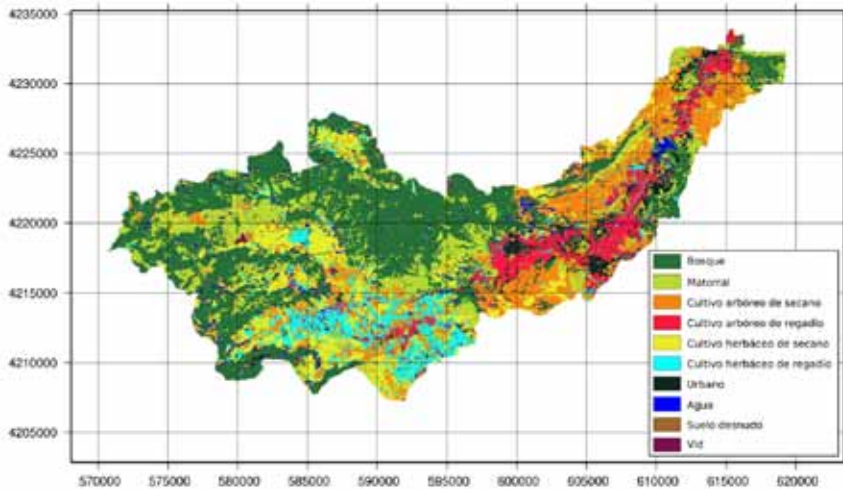 4235000
4230000
4225000
4220000
4215000
4210000
4205000
570000 575000 580000 585000 590000 595000 600000 605000 610000 615000 620000
Bosque
Matorral
Cultivo arbóreo de secano
Cultivo arbóreo de regadío
Cultivo herbáceo de secano
Cultivo herbáceo de regadío
Urbano
Agua
Suelo desnudo
Vid